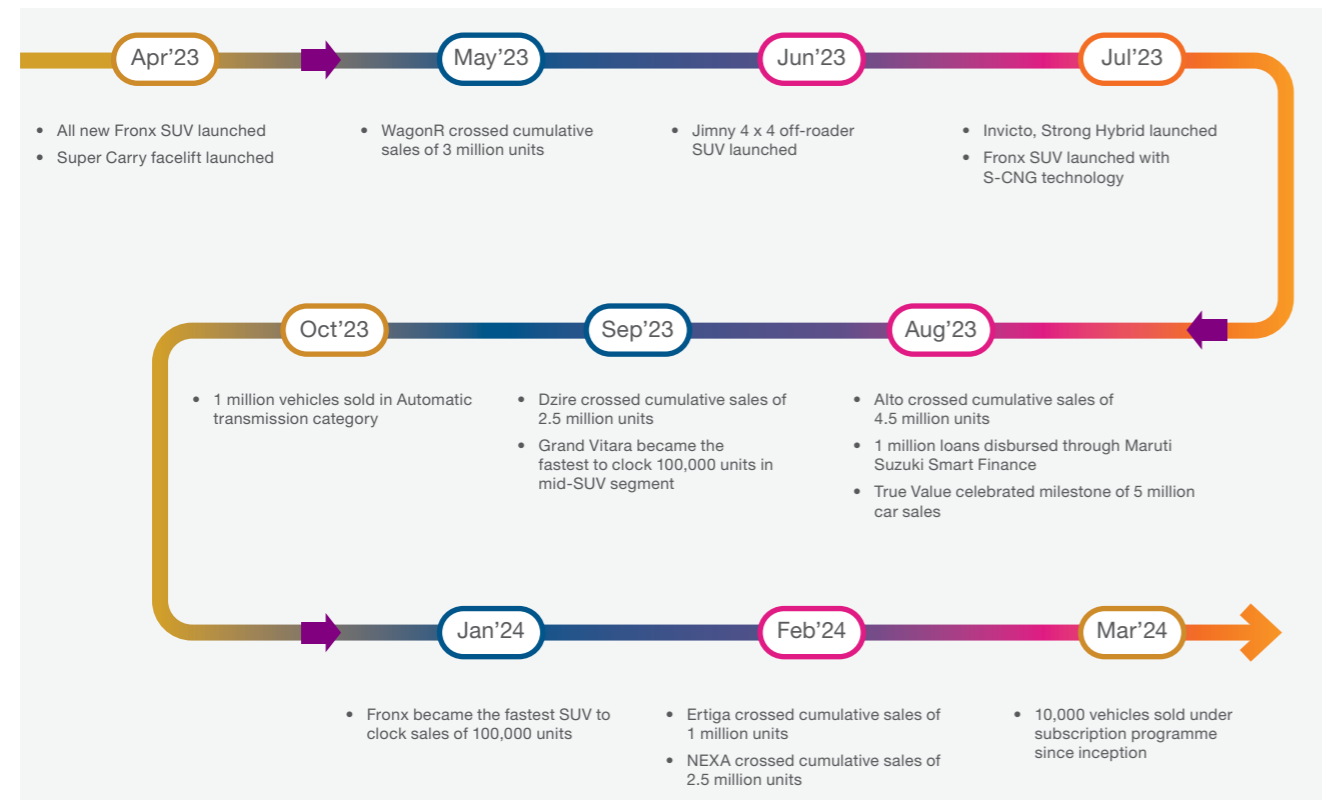 Apr'23
May'23
Jun'23
Jul'23
• All new Fronx SUV launched
• Super Carry facelift launched
• WagonR crossed cumulative
sales of 3 million units
• Jimny 4 x 4 off-roader
SUV launched
• Invicto, Strong Hybrid launched
• Fronx SUV launched with
S-CNG technology
Aug'23
Sep'23
Oct'23
• Alto crossed cumulative sales of
4.5 million units
• 1 million loans disbursed through Maruti
Suzuki Smart Finance
• True Value celebrated milestone of 5 million
car sales
• Dzire crossed cumulative sales of
2.5 million units
• Grand Vitara became the
fastest to clock 100,000 units in
mid-SUV segment
• 1 million vehicles sold in Automatic
transmission category
Jan'24
Feb'24
Mar'24
• Fronx became the fastest SUV to
clock sales of 100,000 units
• Ertiga crossed cumulative sales of
1 million units
• NEXA crossed cumulative sales of
2.5 million units
• 10,000 vehicles sold under
subscription programme
since inception